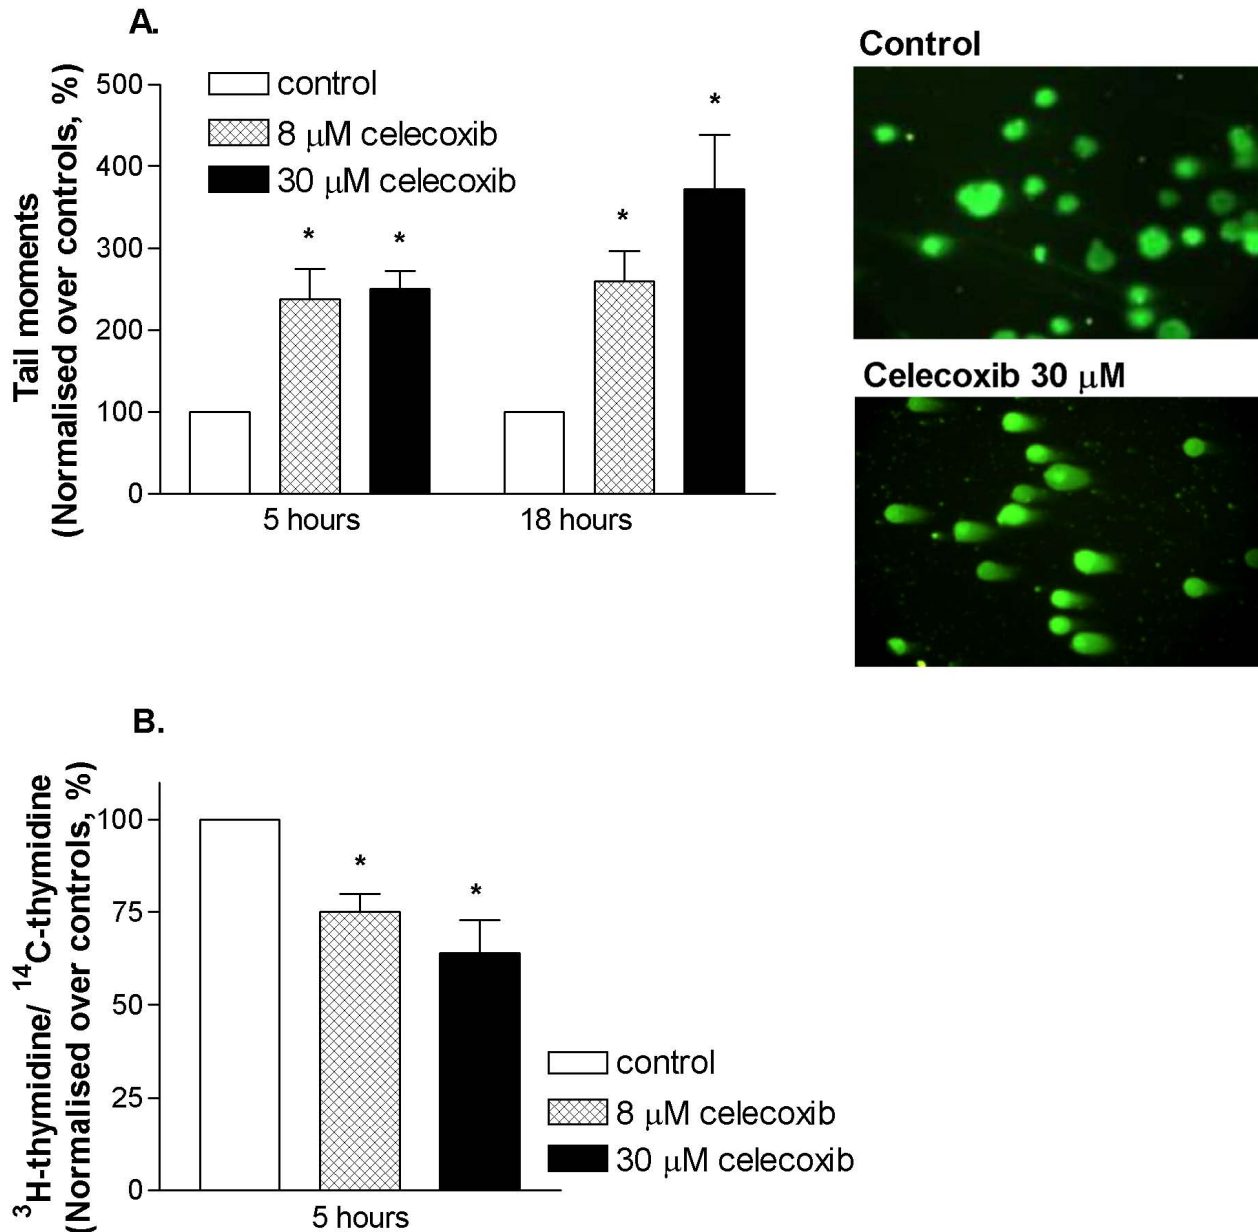 A.
Tail moments
(Normalised over controls, %)
500
400
300
200
100
0
control
8 μM celecoxib
30 μM celecoxib
*
*
*
*
5 hours
18 hours
Control
Celecoxib 30 μM
B.
³H-thymidine/ ¹⁴C-thymidine
(Normalised over controls, %)
100
75
50
25
0
*
*
5 hours
control
8 μM celecoxib
30 μM celecoxib